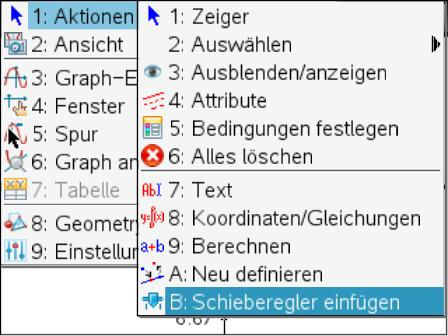 1: Aktionen
2: Ansicht
3: Graph-E
4: Fenster
5: Spur
6: Graph an
7: Tabelle
8: Geometry
9: Einstellun
1: Zeiger
2: Auswählen
3: Ausblenden/anzeigen
4: Attribute
5: Bedingungen festlegen
6: Alles löschen
7: Text
8: Koordinaten/Gleichungen
9: Berechnen
A: Neu definieren
B: Schieberegler einfügen
6.67